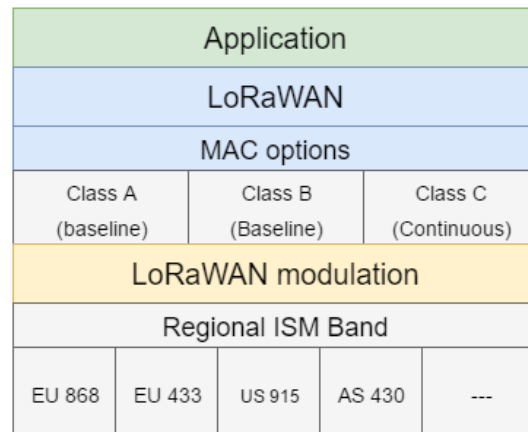 Application
LoRaWAN
MAC options
Class A
(baseline)
Class B
(Baseline)
Class C
(Continuous)
LoRaWAN modulation
Regional ISM Band
EU 868
EU 433
US 915
AS 430
---